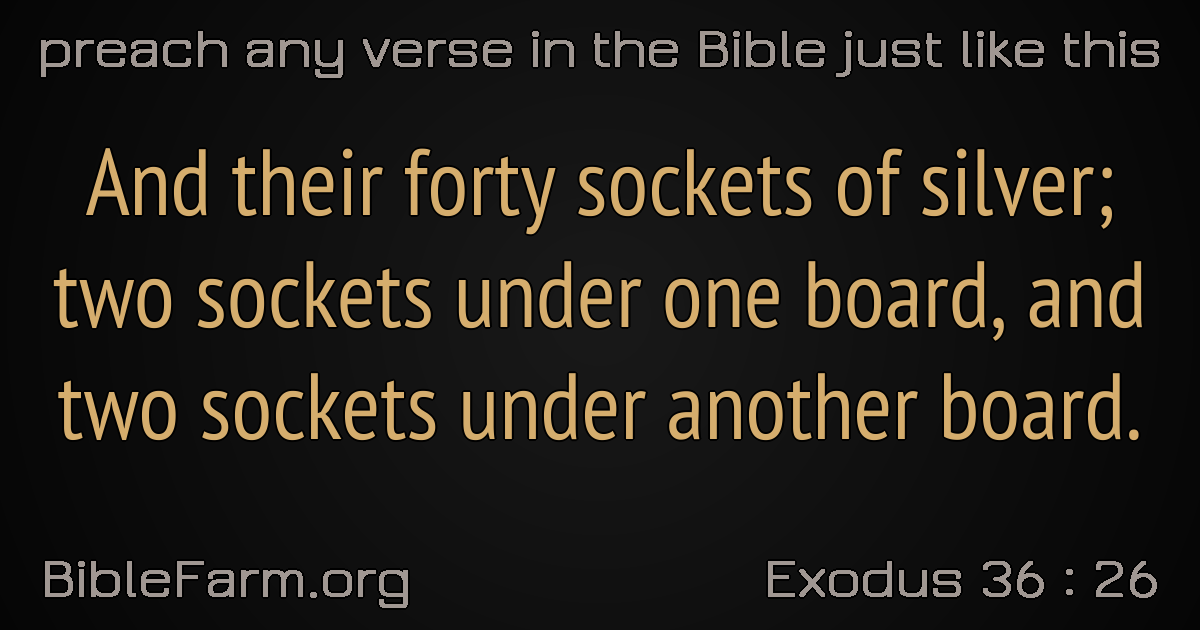 preach any verse in the Bible just like this
And their forty sockets of silver;
two sockets under one board, and
two sockets under another board.
BibleFarm.org
Exodus 36 : 26